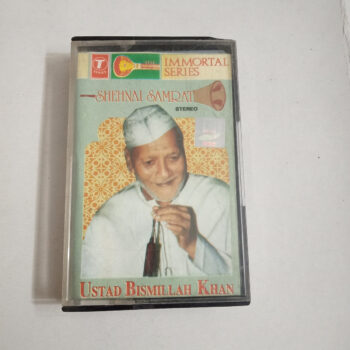 T
IMMORTAL
SERIES
SHEHNAI SAMRAT
STEREO
USTAD BISMILLAH KHAN